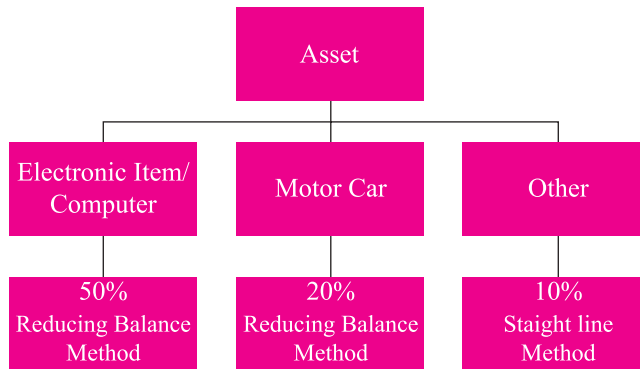 Asset
Electronic Item/
Computer
Motor Car
Other
50%
Reducing Balance
Method
20%
Reducing Balance
Method
10%
Staight line
Method